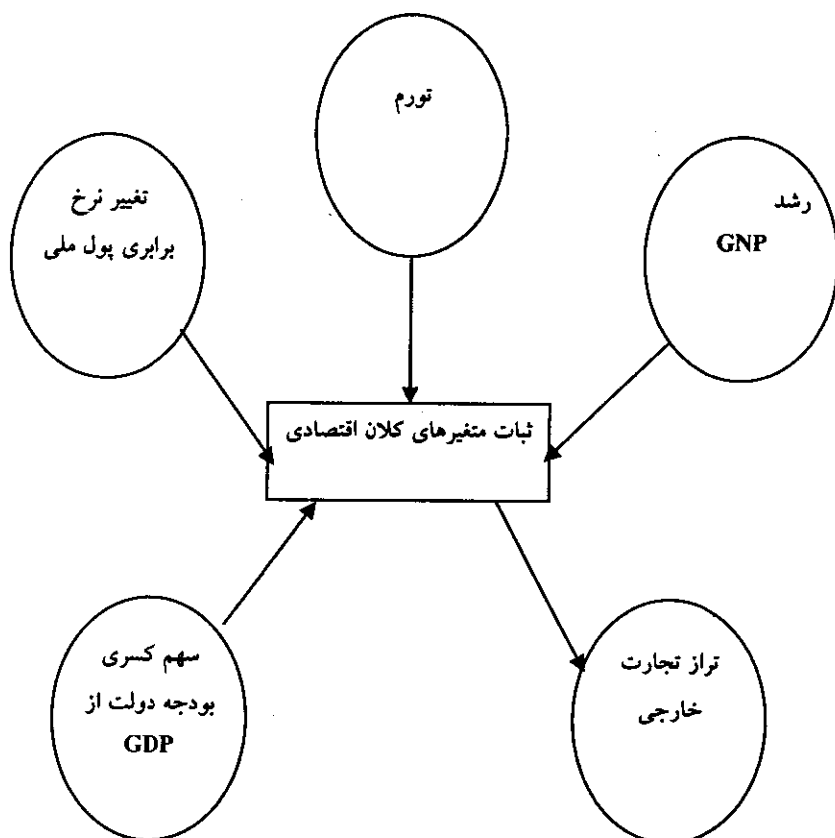 تورم
رشد
GNP
تغییر نرخ
برابری پول ملی
ثبات متغیرهای کلان اقتصادی
تراز تجارت
خارجی
سهم کسری
بودجه دولت از
GDP